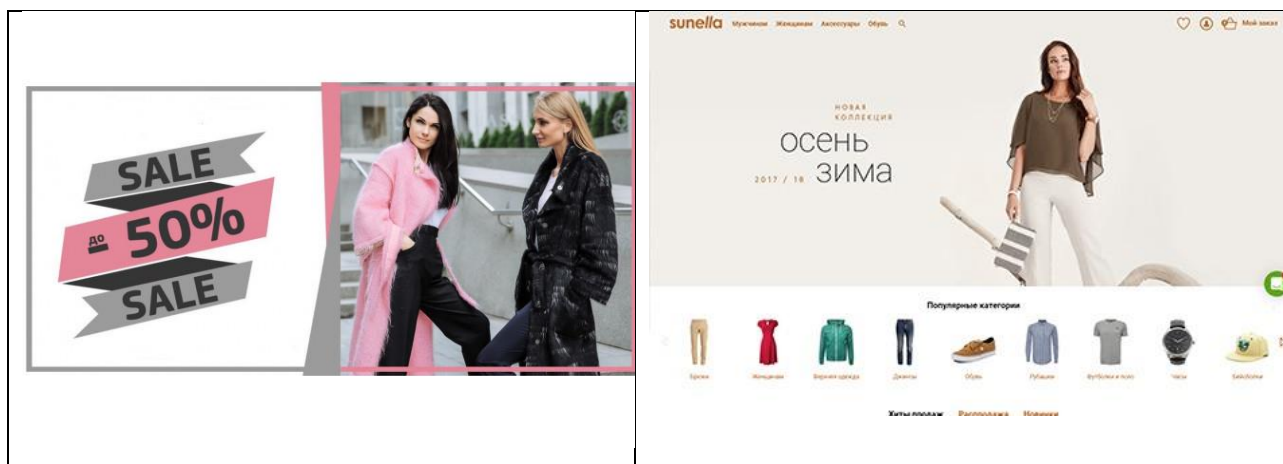 SALE
до
- 50%
SALE
sunella Мужчинам Женщинам Аксессуары Обувь Мой заказ
НОВАЯ
КОЛЛЕКЦИЯ
осень
2017 / 18 зима
Популярные категории
Брюки Женщинам Верхняя одежда Джинсы Обувь Рубашки Футболки и поло Часы Бейсболки
Хиты продаж Распродажа Новинки